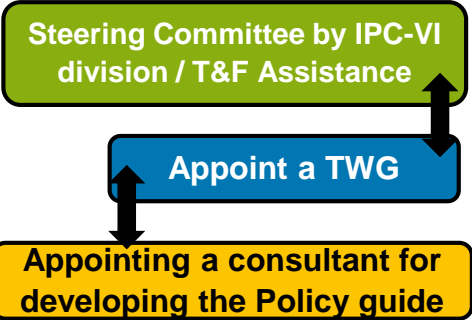 Steering Committee by IPC-VI
division / T&F Assistance
Appoint a TWG
Appointing a consultant for
developing the Policy guide